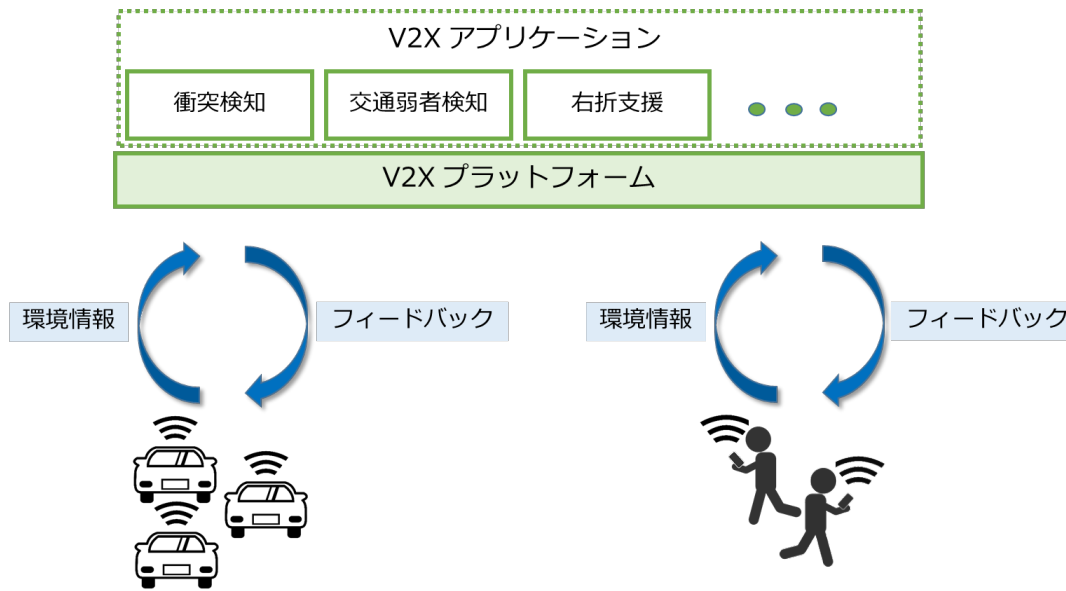 V2X アプリケーション
衝突検知
交通弱者検知
右折支援
V2X プラットフォーム
環境情報
フィードバック
環境情報
フィードバック